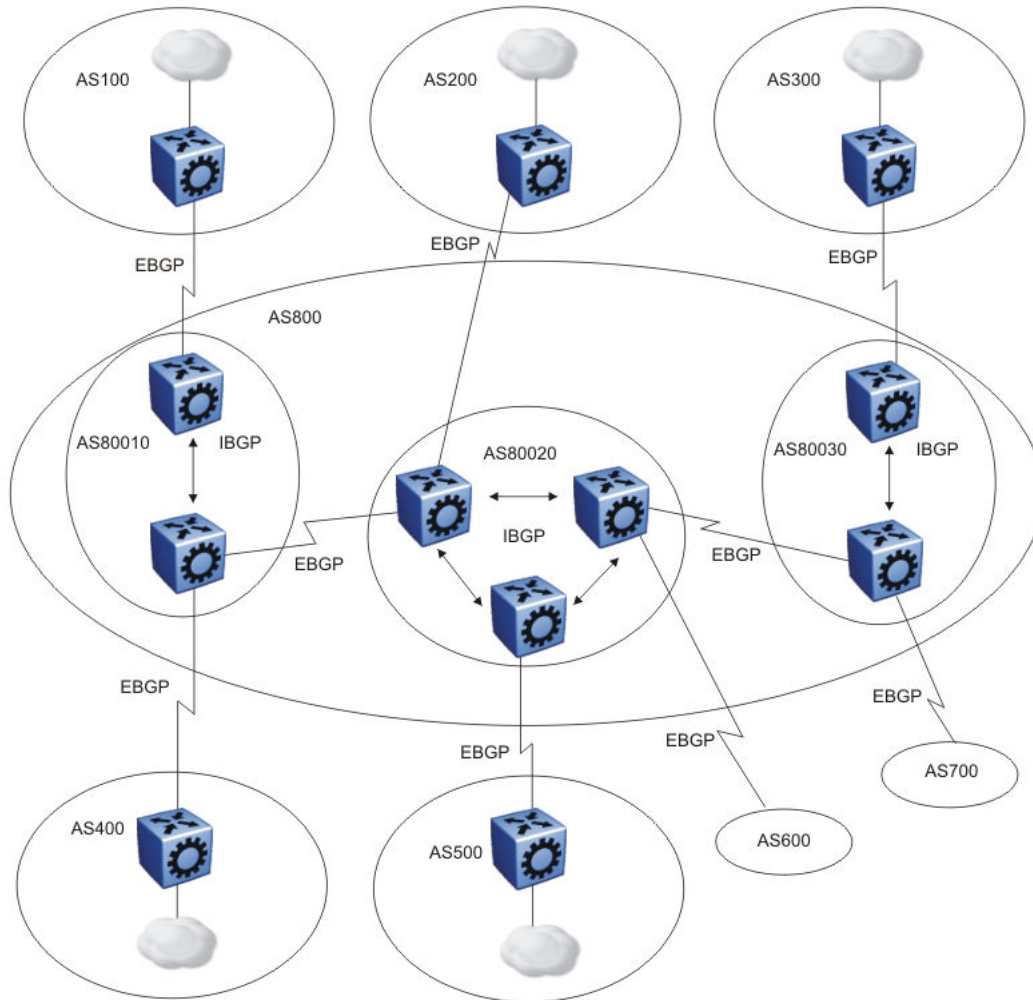 AS100
AS200
AS300
EBGP
EBGP
EBGP
AS800
AS80010
IBGP
AS80020
AS80030
IBGP
IBGP
EBGP
EBGP
EBGP
EBGP
EBGP
EBGP
AS700
AS400
AS500
AS600